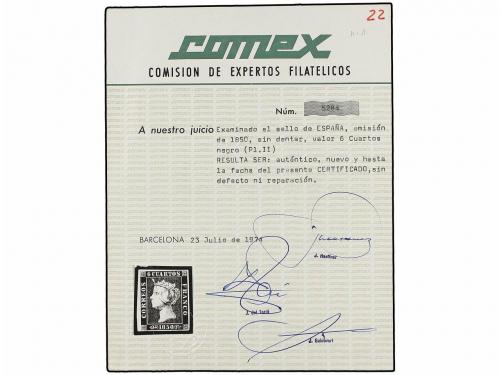 22
comex
COMISION DE EXPERTOS FILATELICOS
Núm. 5284
A nuestro juicio Examinado el sello de ESPAÑA, emisión
de 1850, sin dentar, valor 6 Cuartos
negro (Pl.II)
RESULTA SER: auténtico, nuevo y hasta
la fecha del presente CERTIFICADO,sin
defecto ni reparación.
BARCELONA 23 Julio de 1974
J. Martinez
6 CUARTOS
CORREOS
FRANCO
1850
J.
J.